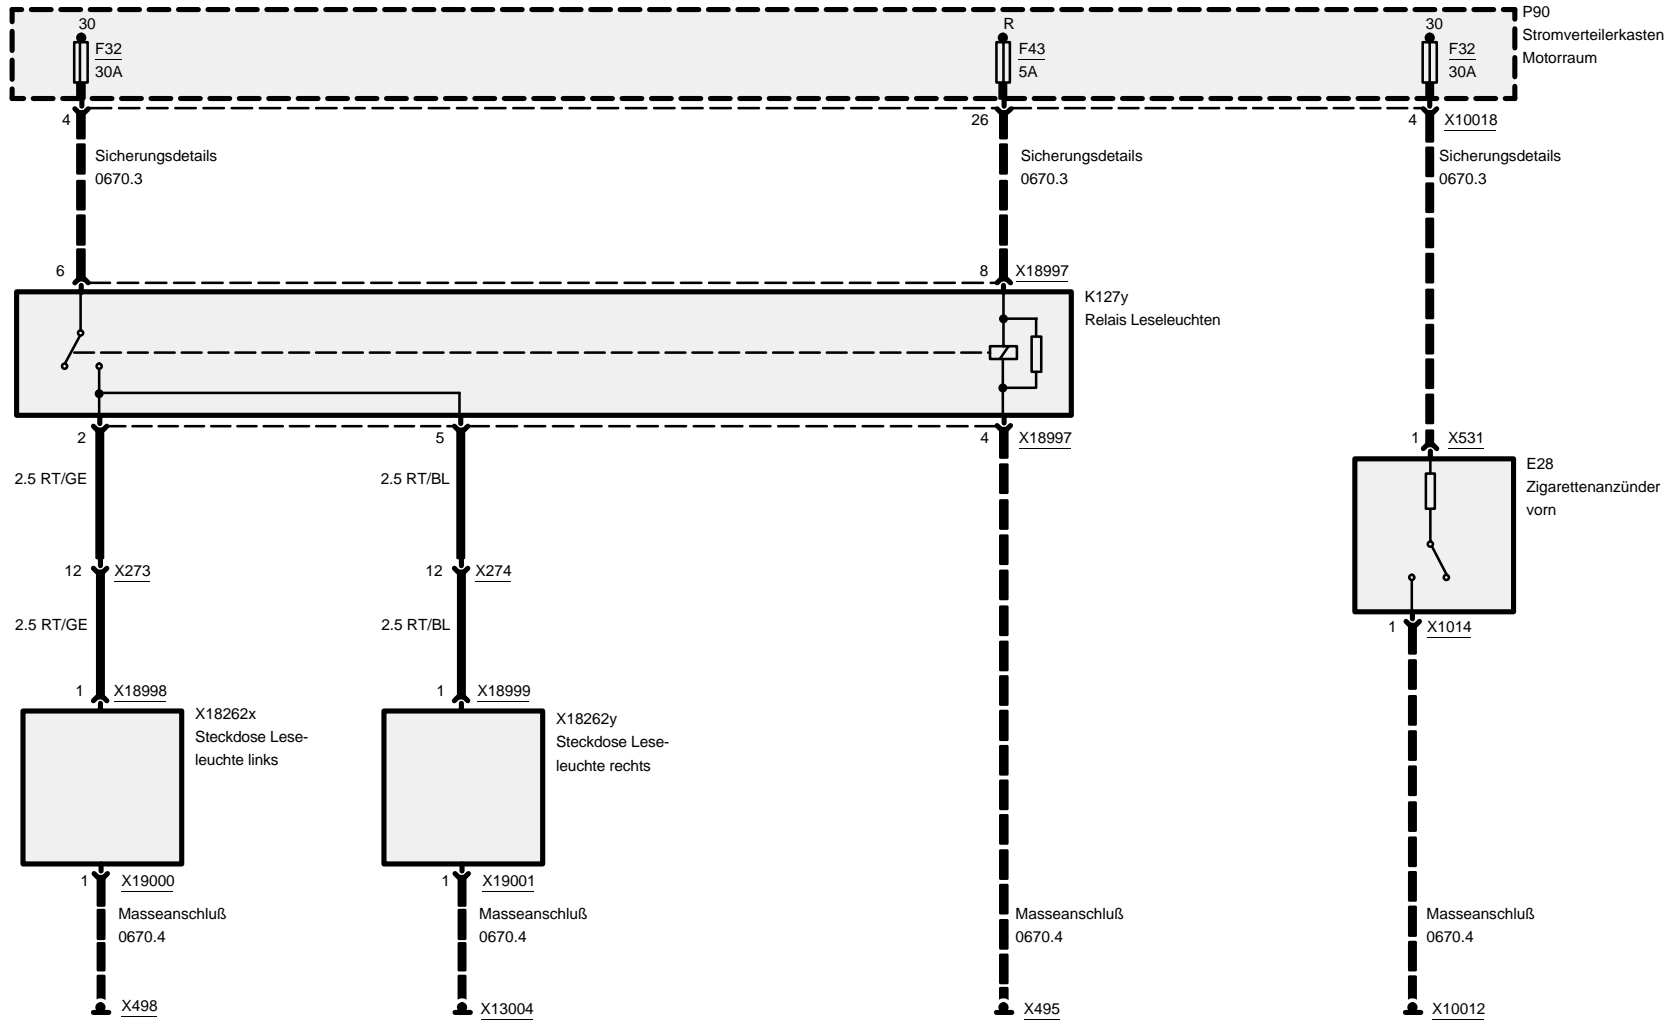 P90
Stromverteilerkasten
Motorraum
30
F32
30A
R
F43
5A
30
F32
30A
4
26
4
X10018
Sicherungsdetails
0670.3
Sicherungsdetails
0670.3
Sicherungsdetails
0670.3
6
8
X18997
K127y
Relais Leseleuchten
2
5
4
X18997
1
X531
2.5 RT/GE
2.5 RT/BL
E28
Zigarettenanzünder
vorn
12
X273
12
X274
2.5 RT/GE
2.5 RT/BL
1
X1014
1
X18998
1
X18999
X18262x
Steckdose Lese-
leuchte links
X18262y
Steckdose Lese-
leuchte rechts
1
X19000
1
X19001
Masseanschluß
0670.4
Masseanschluß
0670.4
Masseanschluß
0670.4
Masseanschluß
0670.4
X498
X13004
X495
X10012